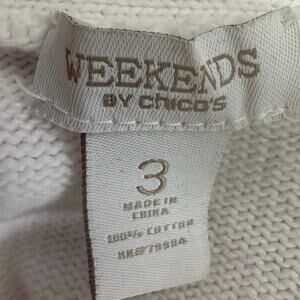 WEEKENDS
BY CHICO'S
3
MADE IN
CHINA
100% COTTON
RN#79984